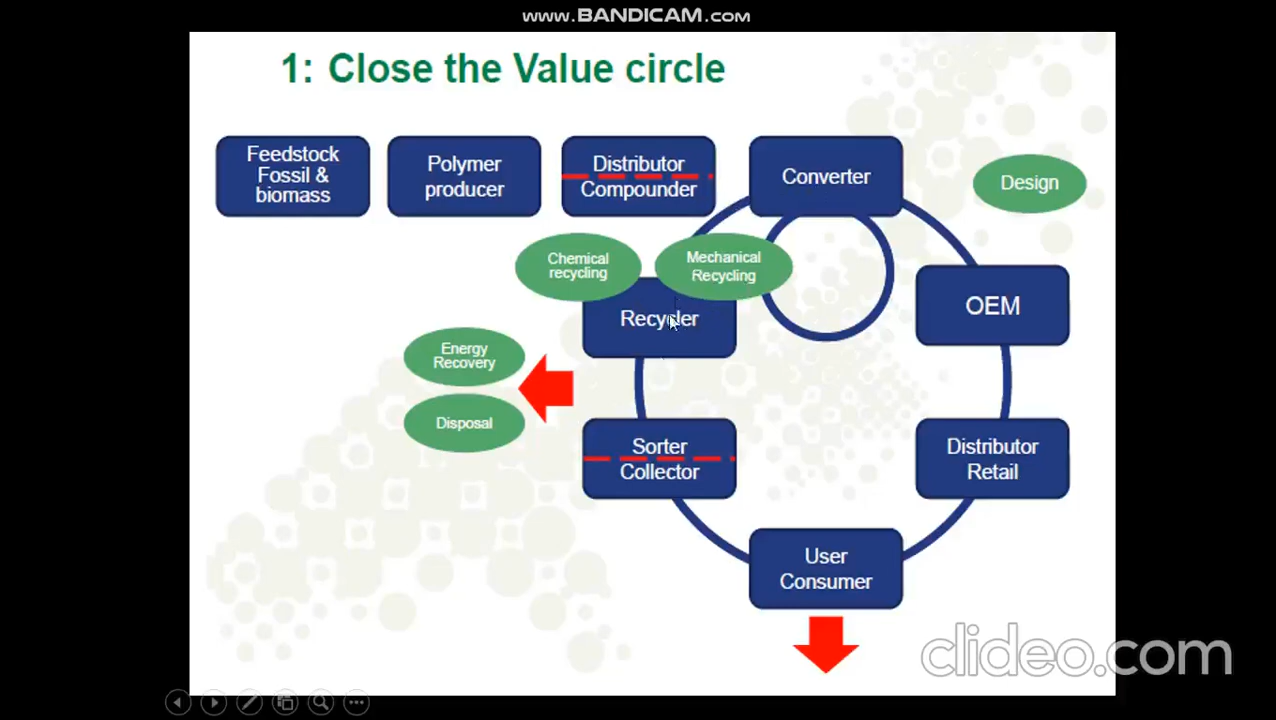 www.BANDICAM.com
1: Close the Value circle
Feedstock
Fossil &
biomass
Polymer
producer
Distributor
Compounder
Converter
Design
Chemical
recycling
Mechanical
Recycling
Recycler
OEM
Energy
Recovery
Disposal
Sorter
Collector
Distributor
Retail
User
Consumer
clideo.com